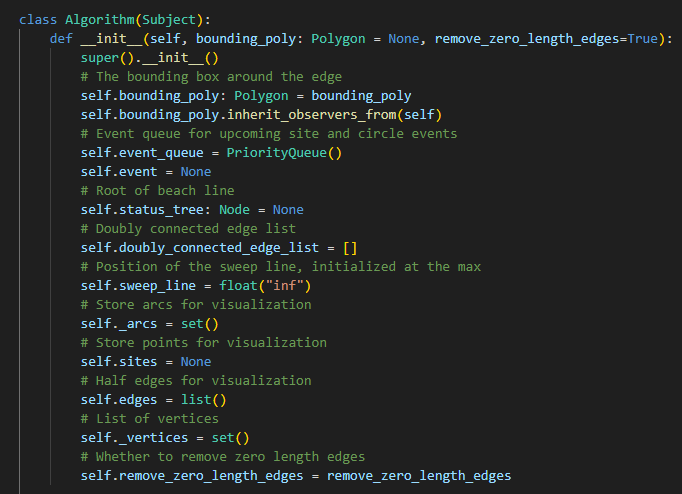 class Algorithm(Subject):
def __init__(self, bounding_poly: Polygon = None, remove_zero_length_edges=True):
super().__init__()
# The bounding box around the edge
self.bounding_poly: Polygon = bounding_poly
self.bounding_poly.inherit_observers_from(self)
# Event queue for upcoming site and circle events
self.event_queue = PriorityQueue()
self.event = None
# Root of beach line
self.status_tree: Node = None
# Doubly connected edge list
self.doubly_connected_edge_list = []
# Position of the sweep line, initialized at the max
self.sweep_line = float("inf")
# Store arcs for visualization
self._arcs = set()
# Store points for visualization
self.sites = None
# Half edges for visualization
self.edges = list()
# List of vertices
self._vertices = set()
# Whether to remove zero length edges
self.remove_zero_length_edges = remove_zero_length_edges